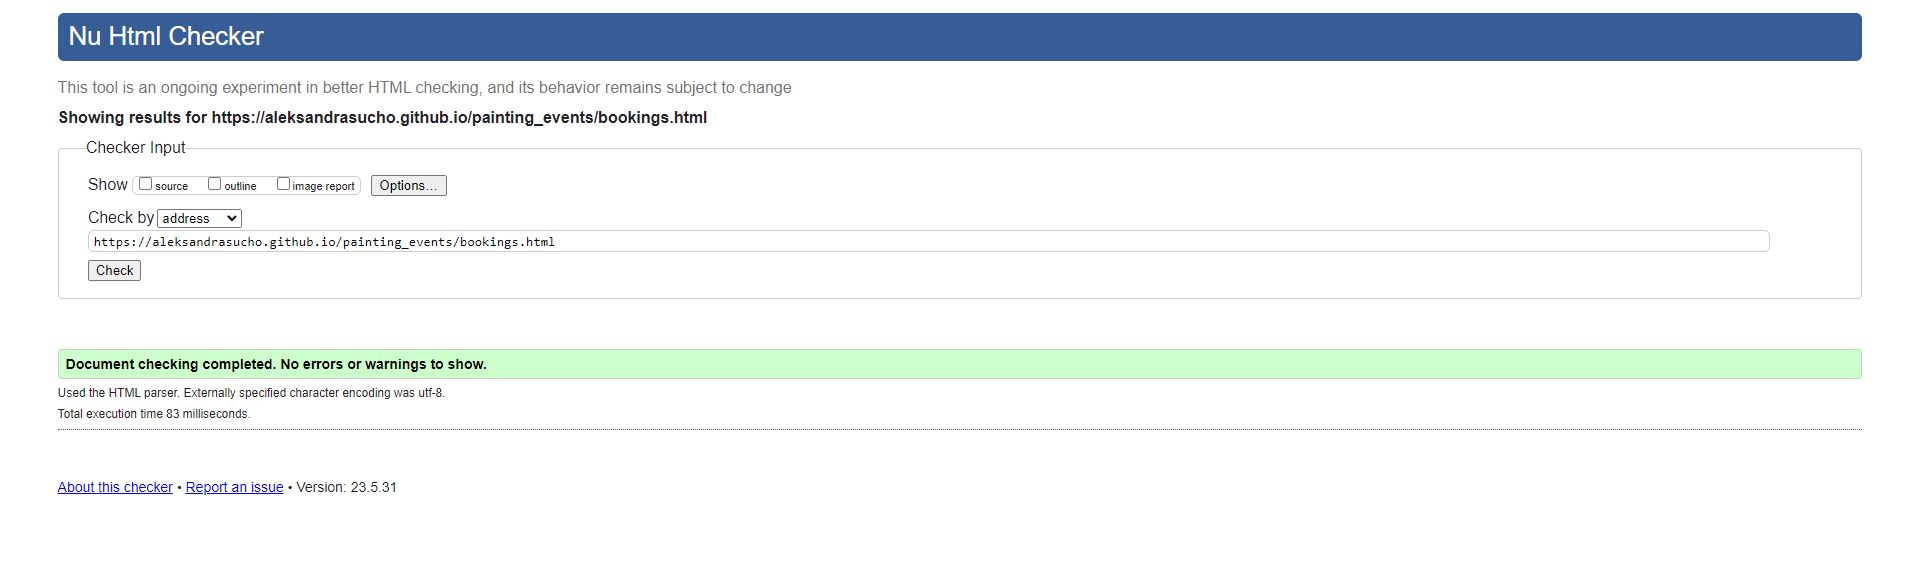 Nu Html Checker
This tool is an ongoing experiment in better HTML checking, and its behavior remains subject to change
Showing results for https://aleksandrasucho.github.io/painting_events/bookings.html
Checker Input
Show source outline image report Options...
Check by address
https://aleksandrasucho.github.io/painting_events/bookings.html
Check
Document checking completed. No errors or warnings to show.
Used the HTML parser. Externally specified character encoding was utf-8.
Total execution time 83 milliseconds.
About this checker • Report an issue • Version: 23.5.31